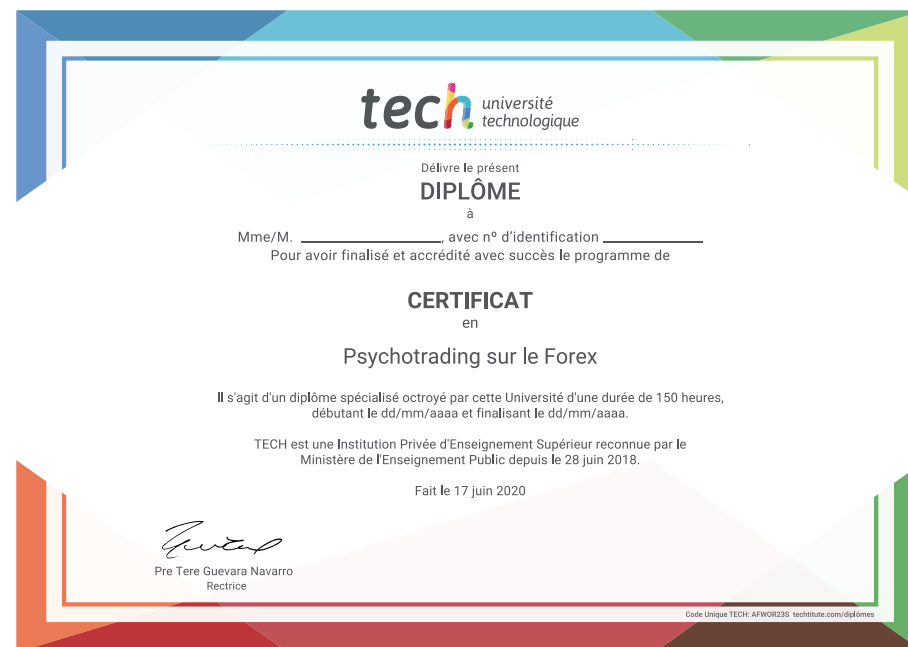 tech université
technologique
Délivre le présent
DIPLÔME
à
Mme/M. ____________________, avec nº d'identification ______________
Pour avoir finalisé et accrédité avec succès le programme de
CERTIFICAT
en
Psychotrading sur le Forex
Il s'agit d'un diplôme spécialisé octroyé par cette Université d'une durée de 150 heures,
débutant le dd/mm/aaaa et finalisant le dd/mm/aaaa.
TECH est une Institution Privée d'Enseignement Supérieur reconnue par le
Ministère de l'Enseignement Public depuis le 28 juin 2018.
Fait le 17 juin 2020
Pre Tere Guevara Navarro
Rectrice
Code Unique TECH: AFWOR23S techtitute.com/diplômes